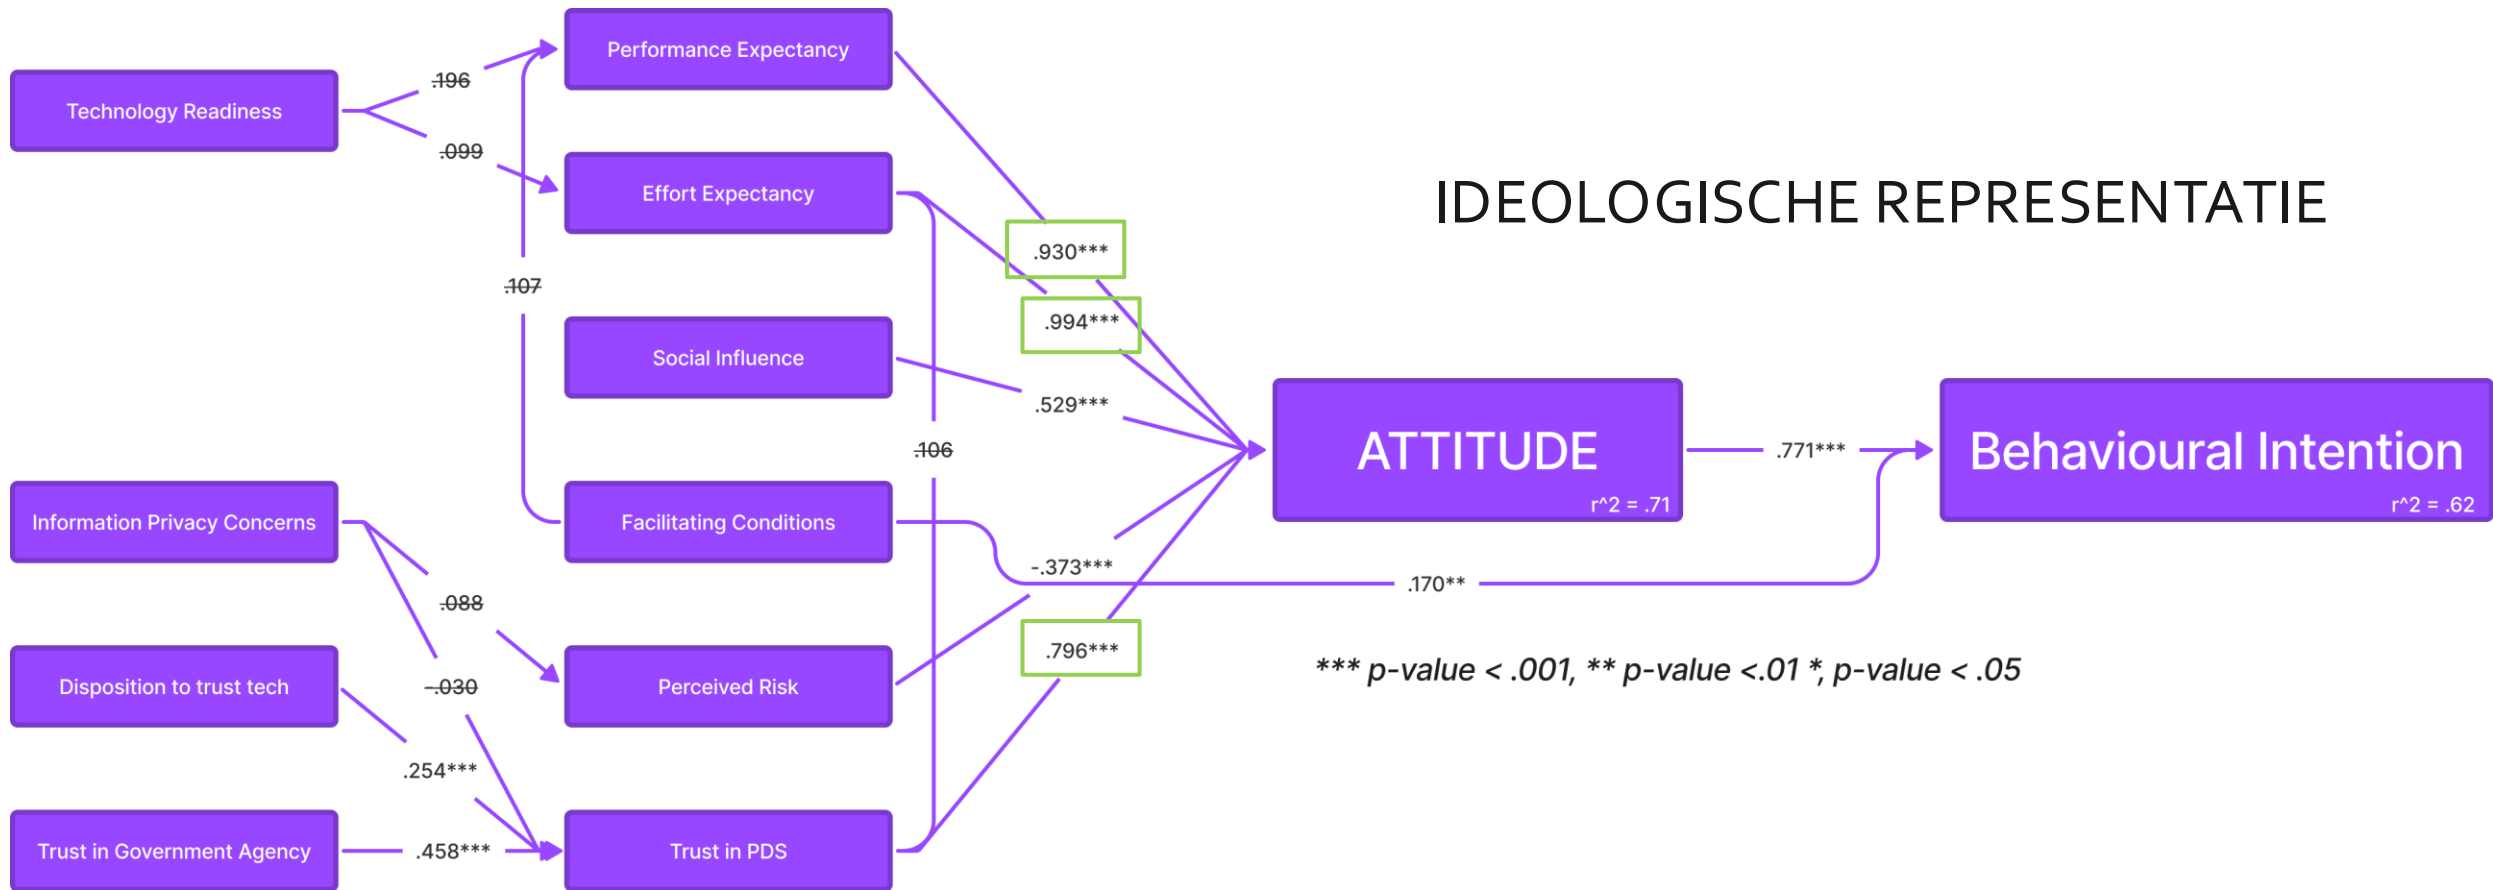 Performance Expectancy
.196
Technology Readiness
.099
Effort Expectancy
IDEOLOGISCHE REPRESENTATIE
.930***
.107
.994***
Social Influence
.529***
.106
ATTITUDE
r^2 = .71
.771***
Behavioural Intention
r^2 = .62
Information Privacy Concerns
Facilitating Conditions
-.373***
.170**
.088
.796***
*** p-value < .001, ** p-value <.01 *, p-value < .05
Disposition to trust tech
-.030
Perceived Risk
.254***
Trust in Government Agency
.458***
Trust in PDS